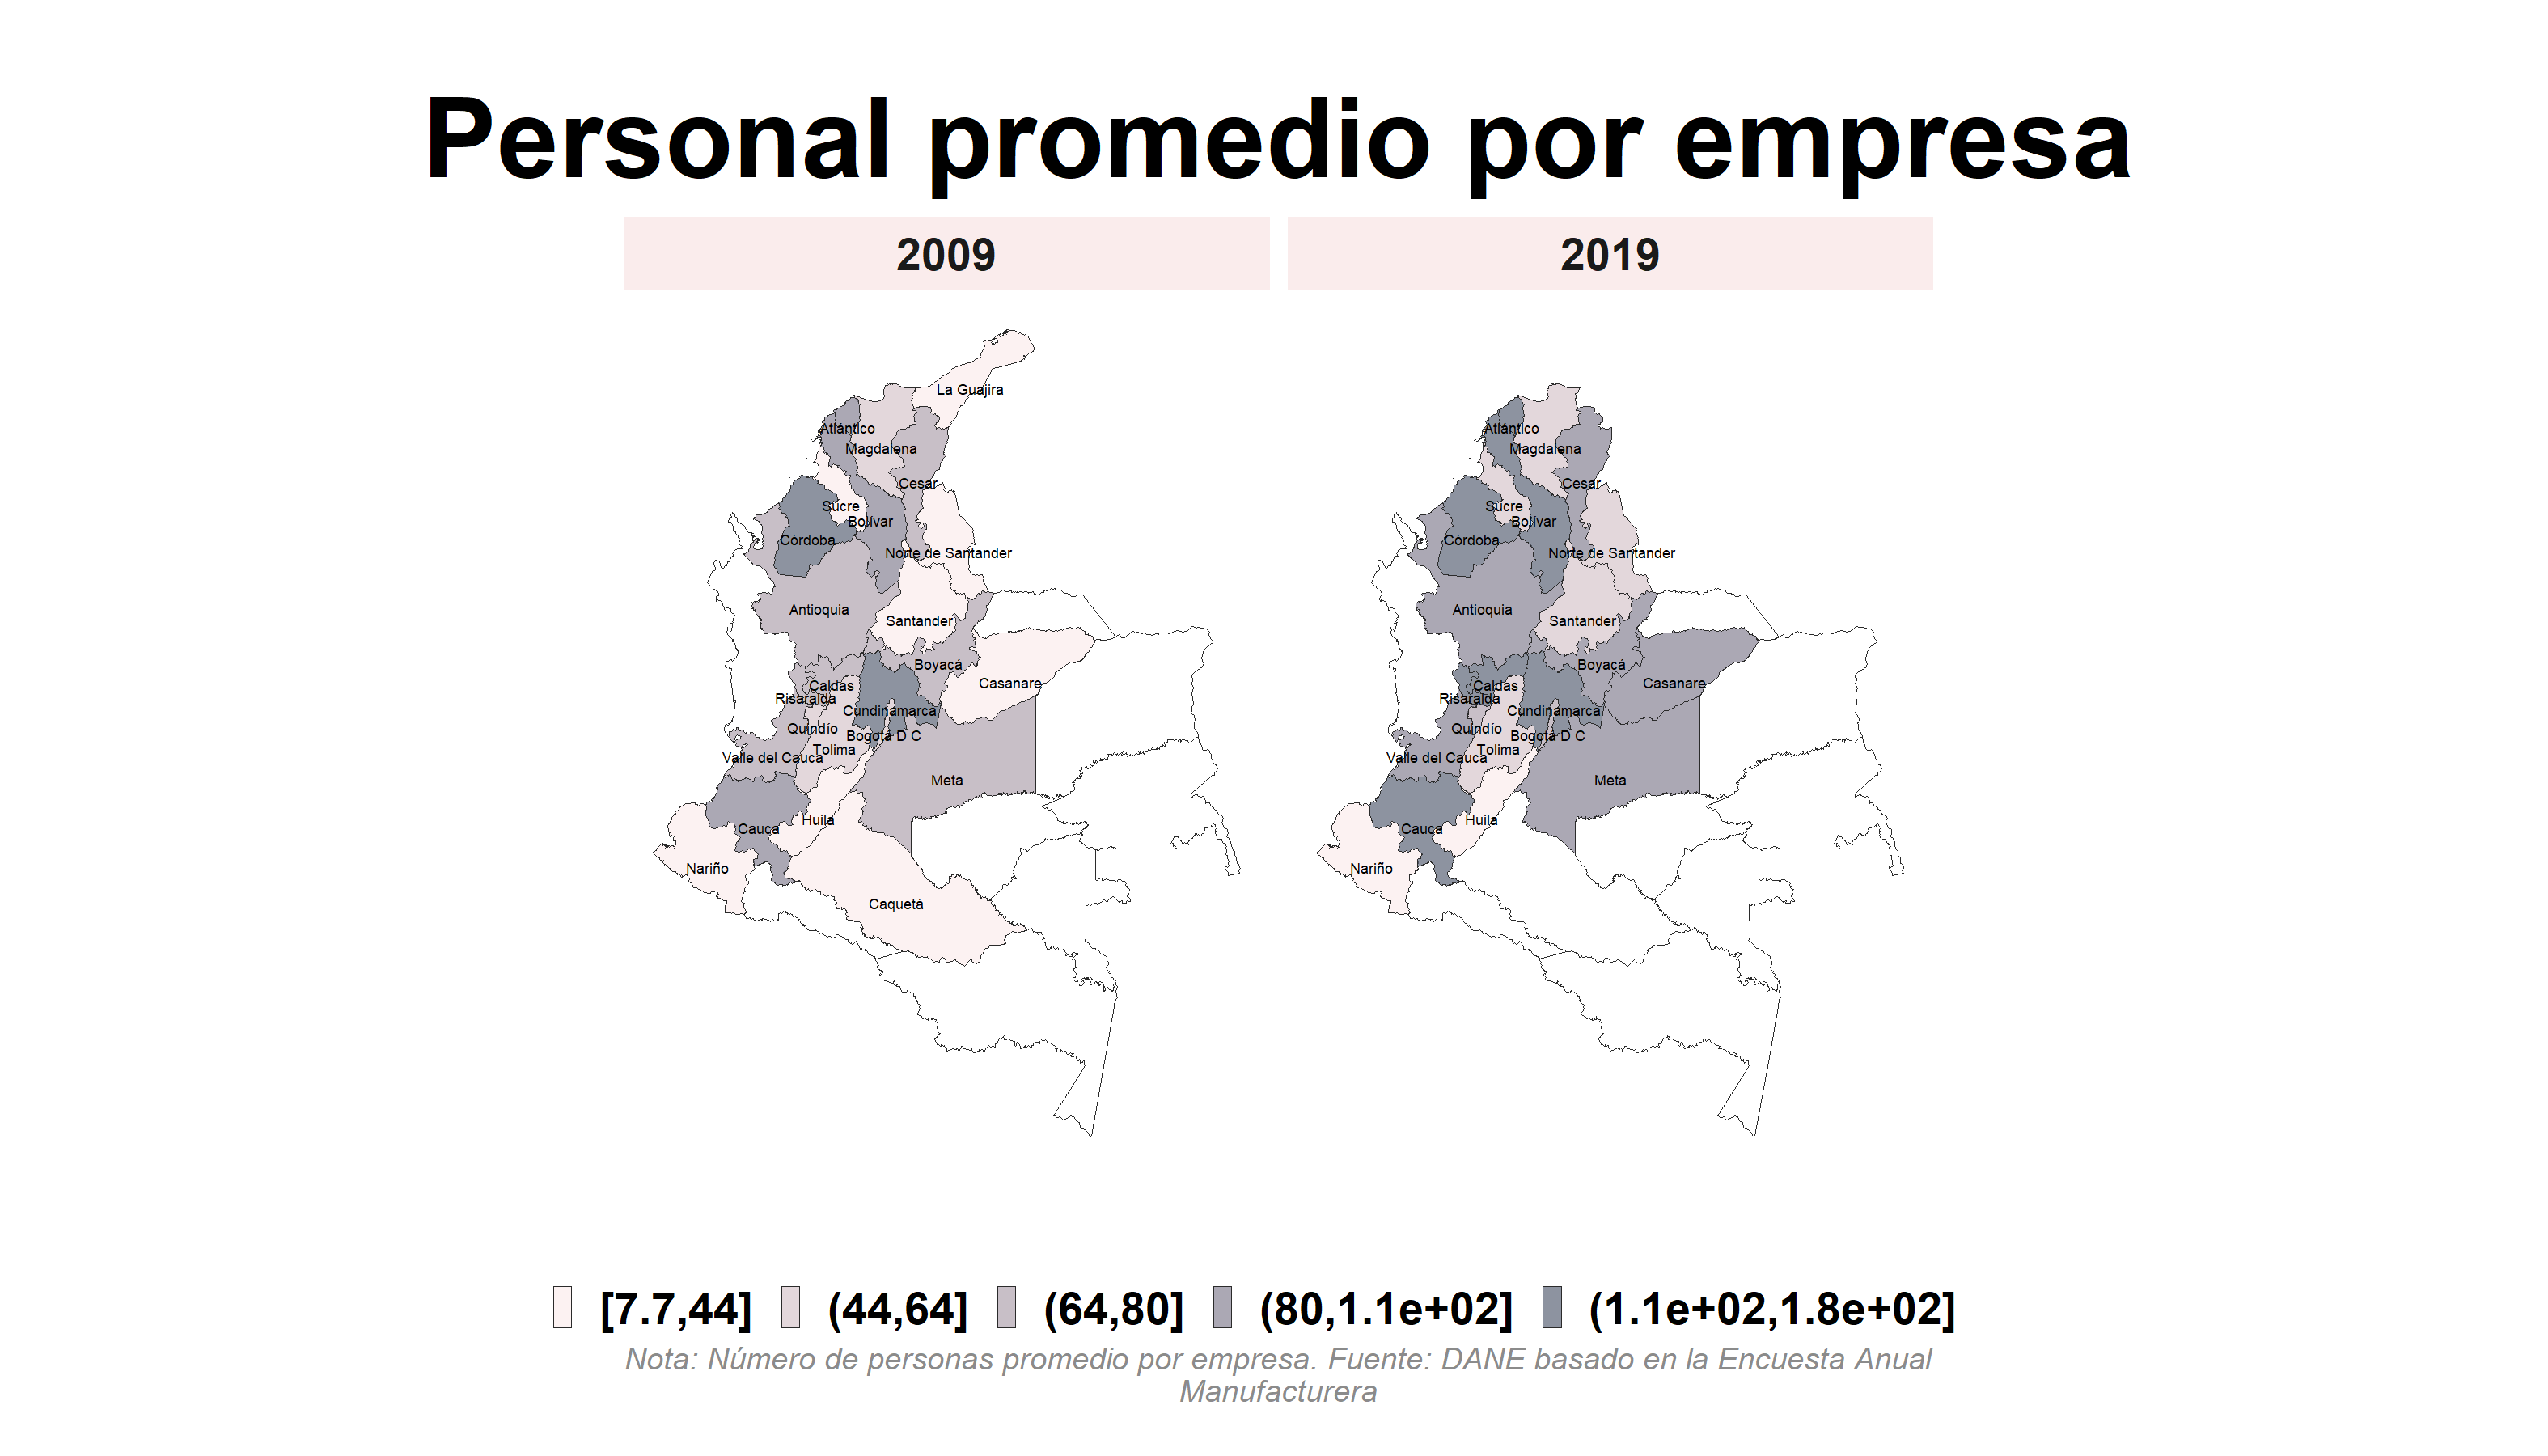 Personal promedio por empresa
2009
2019
La Guajira
Atlántico
Magdalena
Cesar
Sucre
Bolívar
Córdoba
Norte de Santander
Antioquia
Santander
Boyacá
Casanare
Caldas
Risaralda
Cundinamarca
Quindío
Bogotá D C
Tolima
Valle del Cauca
Meta
Huila
Cauca
Nariño
Caquetá
Atlántico
Magdalena
Cesar
Sucre
Bolívar
Córdoba
Norte de Santander
Antioquia
Santander
Boyacá
Casanare
Caldas
Risaralda
Cundinamarca
Quindío
Bogotá D C
Tolima
Valle del Cauca
Meta
Huila
Cauca
Nariño
[7.7,44] (44,64] (64,80] (80,1.1e+02] (1.1e+02,1.8e+02]
Nota: Número de personas promedio por empresa. Fuente: DANE basado en la Encuesta Anual
Manufacturera